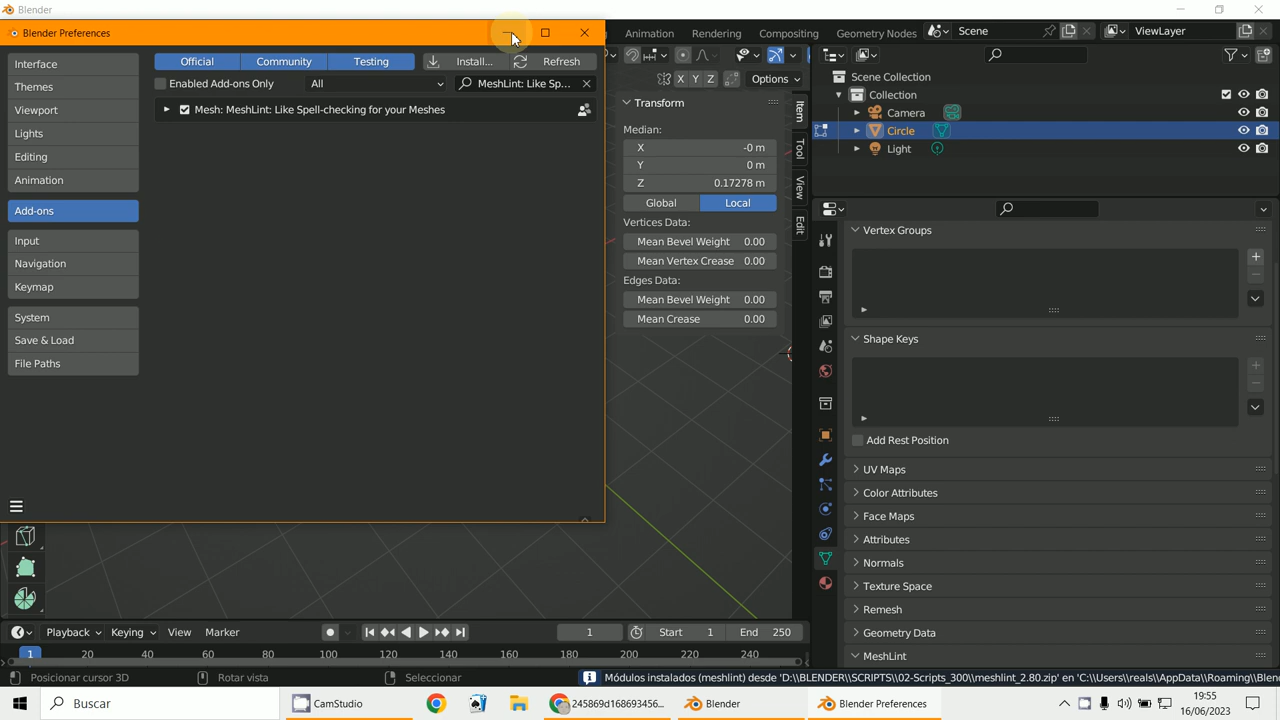 Blender
Blender Preferences
Animation
Rendering
Compositing
Geometry Nodes
Scene
ViewLayer
Interface
Themes
Viewport
Lights
Editing
Animation
Add-ons
Input
Navigation
Keymap
System
Save & Load
File Paths
Official
Community
Testing
Install...
Refresh
Enabled Add-ons Only
All
MeshLint: Like Sp...
Mesh: MeshLint: Like Spell-checking for your Meshes
X
Y
Z
Options
Transform
Median:
X -0 m
Y 0 m
Z 0.17278 m
Global
Local
Vertices Data:
Mean Bevel Weight 0.00
Mean Vertex Crease 0.00
Edges Data:
Mean Bevel Weight 0.00
Mean Crease 0.00
Item
Tool
View
Edit
Scene Collection
Collection
Camera
Circle
Light
Vertex Groups
Shape Keys
Add Rest Position
UV Maps
Color Attributes
Face Maps
Attributes
Normals
Texture Space
Remesh
Geometry Data
MeshLint
Playback
Keying
View
Marker
1
Start 1
End 250
1 20 40 60 80 100 120 140 160 180 200 220 240
Posicionar cursor 3D
Rotar vista
Seleccionar
Módulos instalados (meshlint) desde 'D:\\BLENDER\\SCRIPTS\\02-Scripts_300\\meshlint_2.80.zip' en 'C:\\Users\\reals\\AppData\\Roaming\\Blen
Buscar
CamStudio
245869d168693456...
Blender
Blender Preferences
19:55
16/06/2023